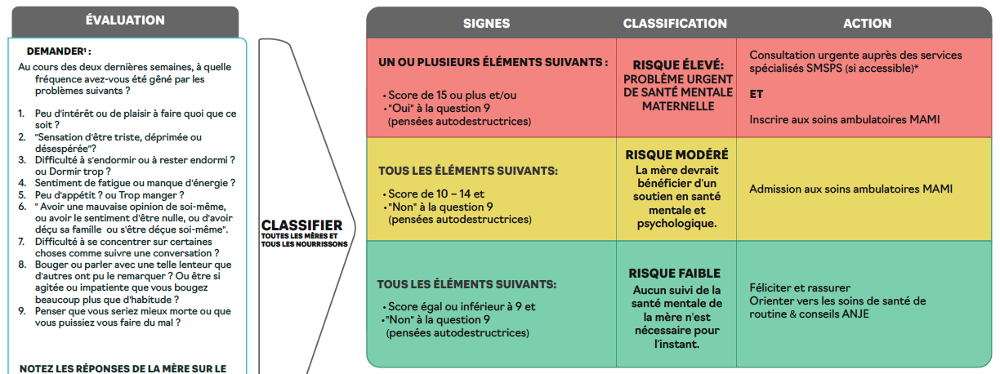 ÉVALUATION
DEMANDER¹ :
Au cours des deux dernières semaines, à quelle
fréquence avez-vous été gêné par les
problèmes suivants ?
1. Peu d'intérêt ou de plaisir à faire quoi que ce
soit ?
2. "Sensation d'être triste, déprimée ou
désespérée"?
3. Difficulté à s'endormir ou à rester endormi ?
ou Dormir trop ?
4. Sentiment de fatigue ou manque d'énergie ?
5. Peu d'appétit ? ou Trop manger ?
6. " Avoir une mauvaise opinion de soi-même,
ou avoir le sentiment d'être nulle, ou d'avoir
déçu sa famille ou s'être déçue soi-même".
7. Difficulté à se concentrer sur certaines
choses comme suivre une conversation ?
8. Bouger ou parler avec une telle lenteur que
d'autres ont pu le remarquer ? Ou être si
agitée ou impatiente que vous bougez
beaucoup plus que d'habitude ?
9. Penser que vous seriez mieux morte ou que
vous puissiez vous faire du mal ?
NOTEZ LES RÉPONSES DE LA MÈRE SUR LE
CLASSIFIER
TOUTES LES MÈRES ET
TOUS LES NOURRISSONS
SIGNES
CLASSIFICATION
ACTION
UN OU PLUSIEURS ÉLÉMENTS SUIVANTS :
• Score de 15 ou plus et/ou
• "Oui" à la question 9
(pensées autodestructrices)
RISQUE ÉLEVÉ:
PROBLÈME URGENT
DE SANTÉ MENTALE
MATERNELLE
Consultation urgente auprès des services
spécialisés SMSPS (si accessible)*
ET
Inscrire aux soins ambulatoires MAMI
TOUS LES ÉLÉMENTS SUIVANTS:
• Score de 10 – 14 et
• "Non" à la question 9
(pensées autodestructrices)
RISQUE MODÉRÉ
La mère devrait
bénéficier d'un
soutien en santé
mentale et
psychologique.
Admission aux soins ambulatoires MAMI
TOUS LES ÉLÉMENTS SUIVANTS:
• Score égal ou inférieur à 9 et
• "Non" à la question 9
(pensées autodestructrices)
RISQUE FAIBLE
Aucun suivi de la
santé mentale de
la mère n'est
nécessaire pour
l'instant.
Féliciter et rassurer
Orienter vers les soins de santé de
routine & conseils ANJE